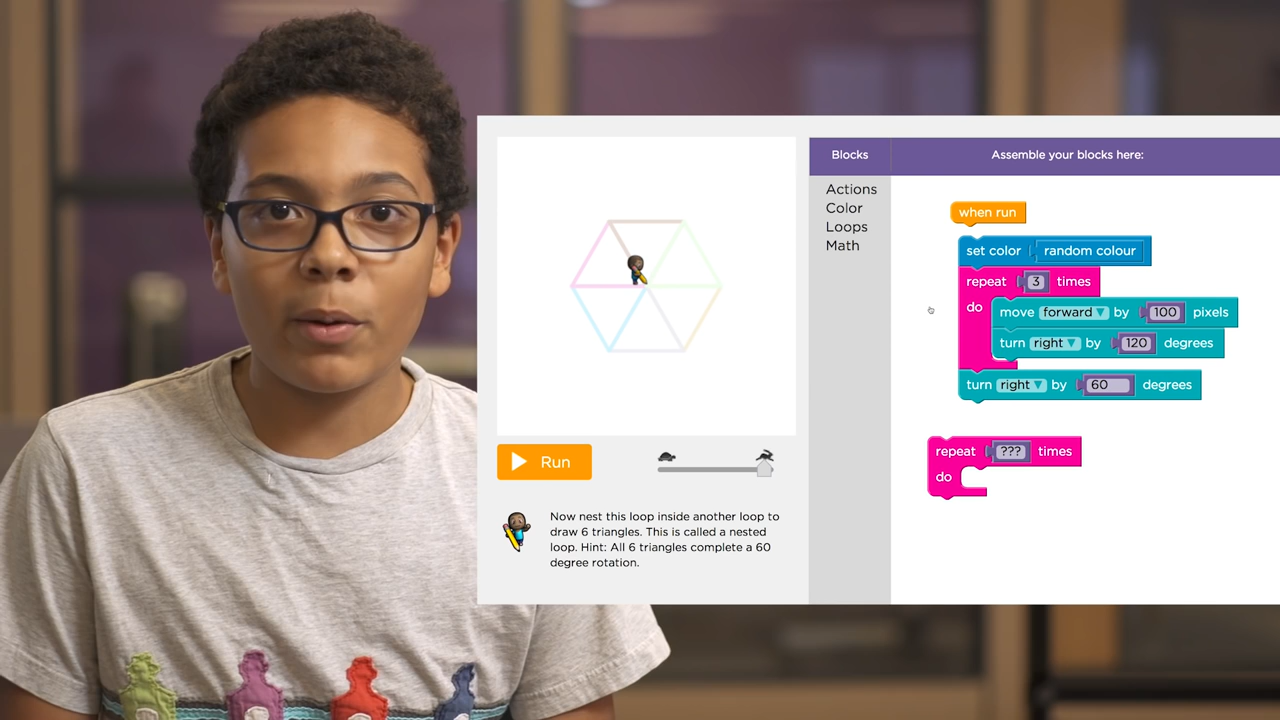 Blocks
Assemble your blocks here:
Actions
Color
Loops
Math
when run
set color random colour
repeat 3 times
do
move forward by 100 pixels
turn right by 120 degrees
turn right by 60 degrees
repeat ??? times
do
Run
Now nest this loop inside another loop to
draw 6 triangles. This is called a nested
loop. Hint: All 6 triangles complete a 60
degree rotation.